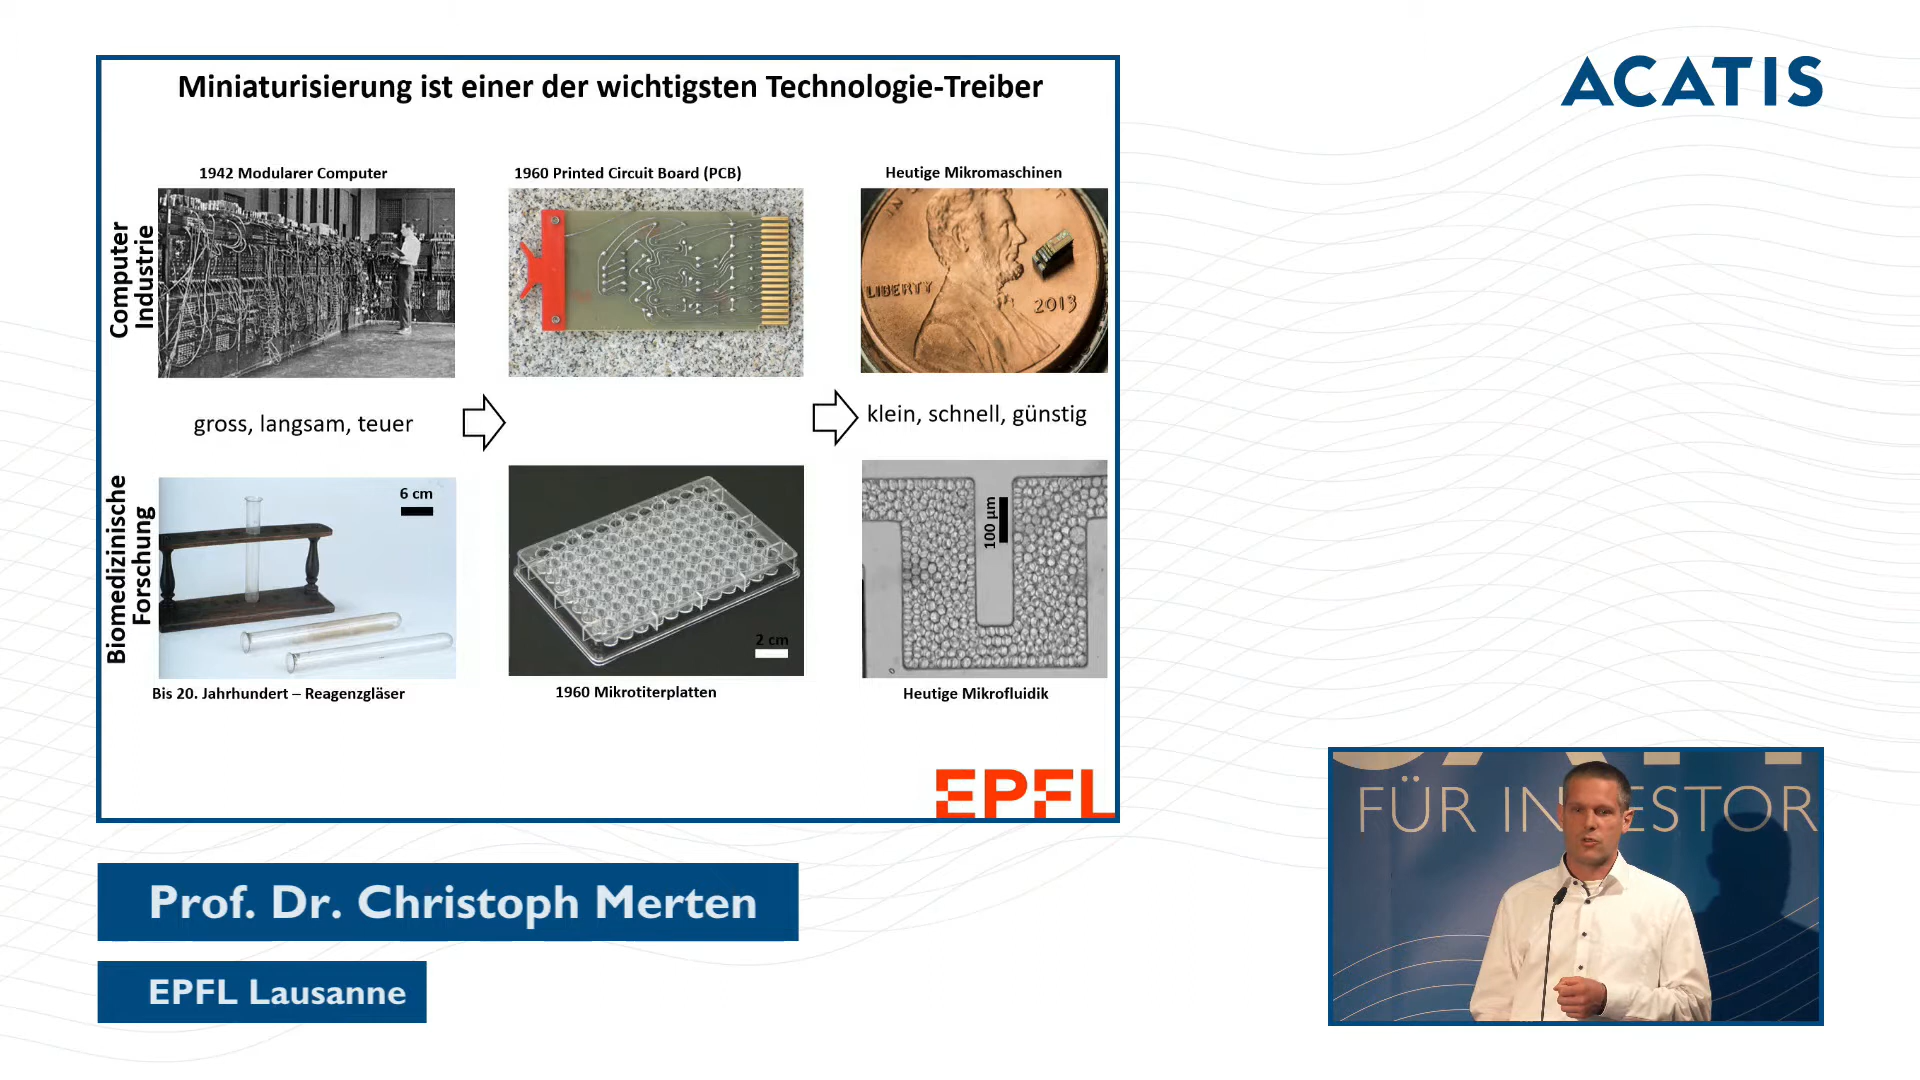 ACATIS
Miniaturisierung ist einer der wichtigsten Technologie-Treiber
1942 Modularer Computer
1960 Printed Circuit Board (PCB)
Heutige Mikromaschinen
Computer
Industrie
LIBERTY
2013
gross, langsam, teuer
klein, schnell, günstig
Biomedizinische
Forschung
6 cm
2 cm
100 µm
Bis 20. Jahrhundert – Reagenzgläser
1960 Mikrotiterplatten
Heutige Mikrofluidik
EPFL
FÜR IN ESTOR
Prof. Dr. Christoph Merten
EPFL Lausanne